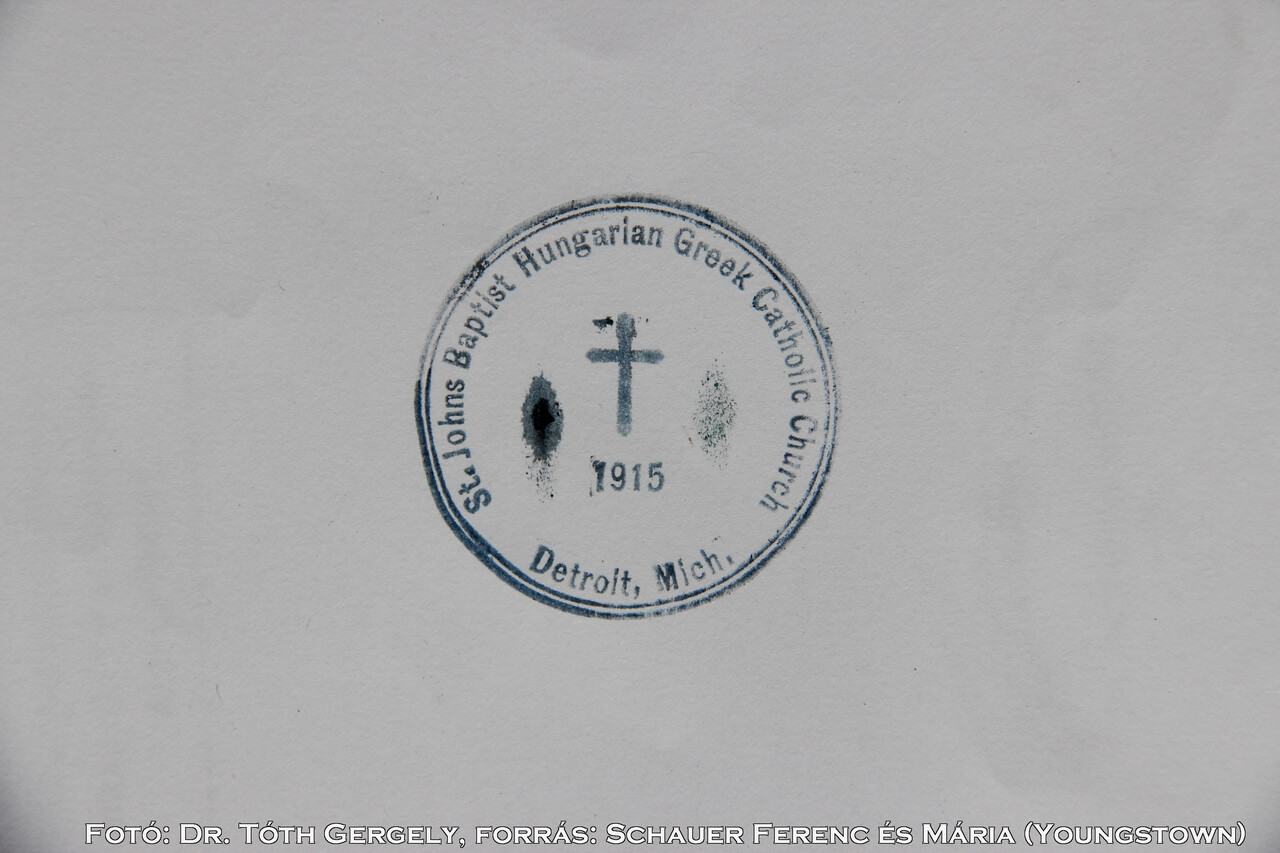 St. Johns Baptist Hungarian Greek Catholic Church
1915
Detroit, Mich.
Fotó: Dr. Tóth Gergely, forrás: Schauer Ferenc és Mária (Youngstown)